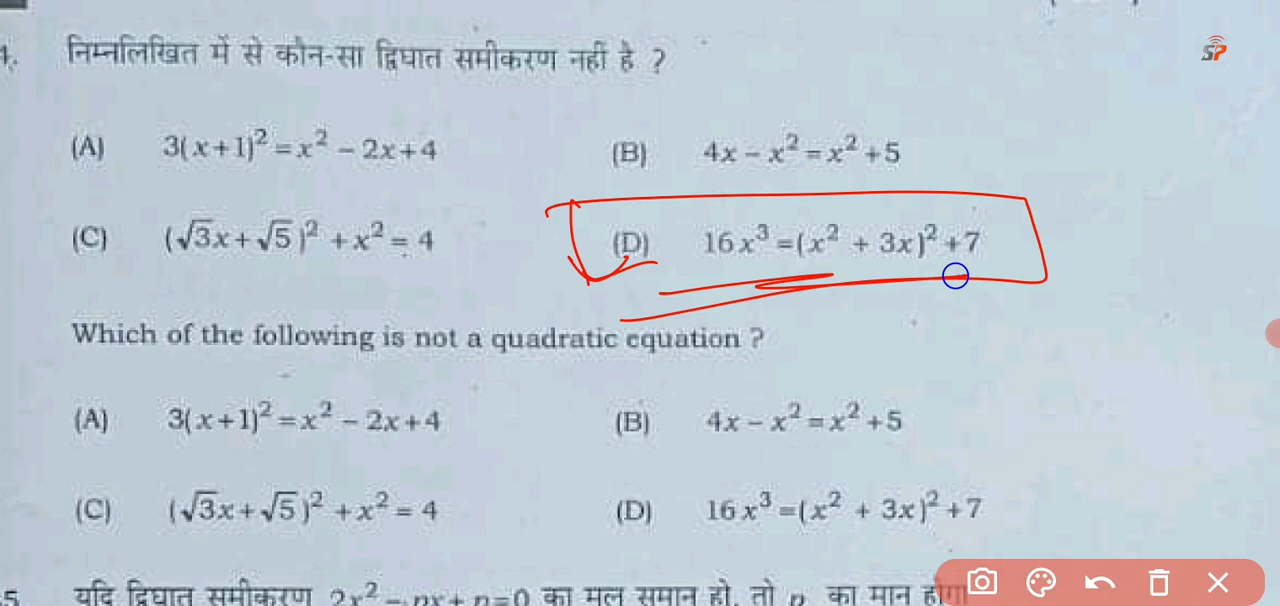 निम्नलिखित में से कौन-सा द्विघात समीकरण नहीं है ?
(A) 3(x+1)² = x² – 2x+4 (B) 4x – x² = x² +5
(C) (√3x+√5)² + x² = 4 (D) 16x³ = (x² + 3x)² +7
Which of the following is not a quadratic equation ?
(A) 3(x+1)² = x² – 2x+4 (B) 4x – x² = x² +5
(C) (√3x+√5)² + x² = 4 (D) 16x³ = (x² + 3x)² +7
यदि द्विघात समीकरण 2x² – px + p=0 का मूल समान हो, तो p का मान होगा
SP